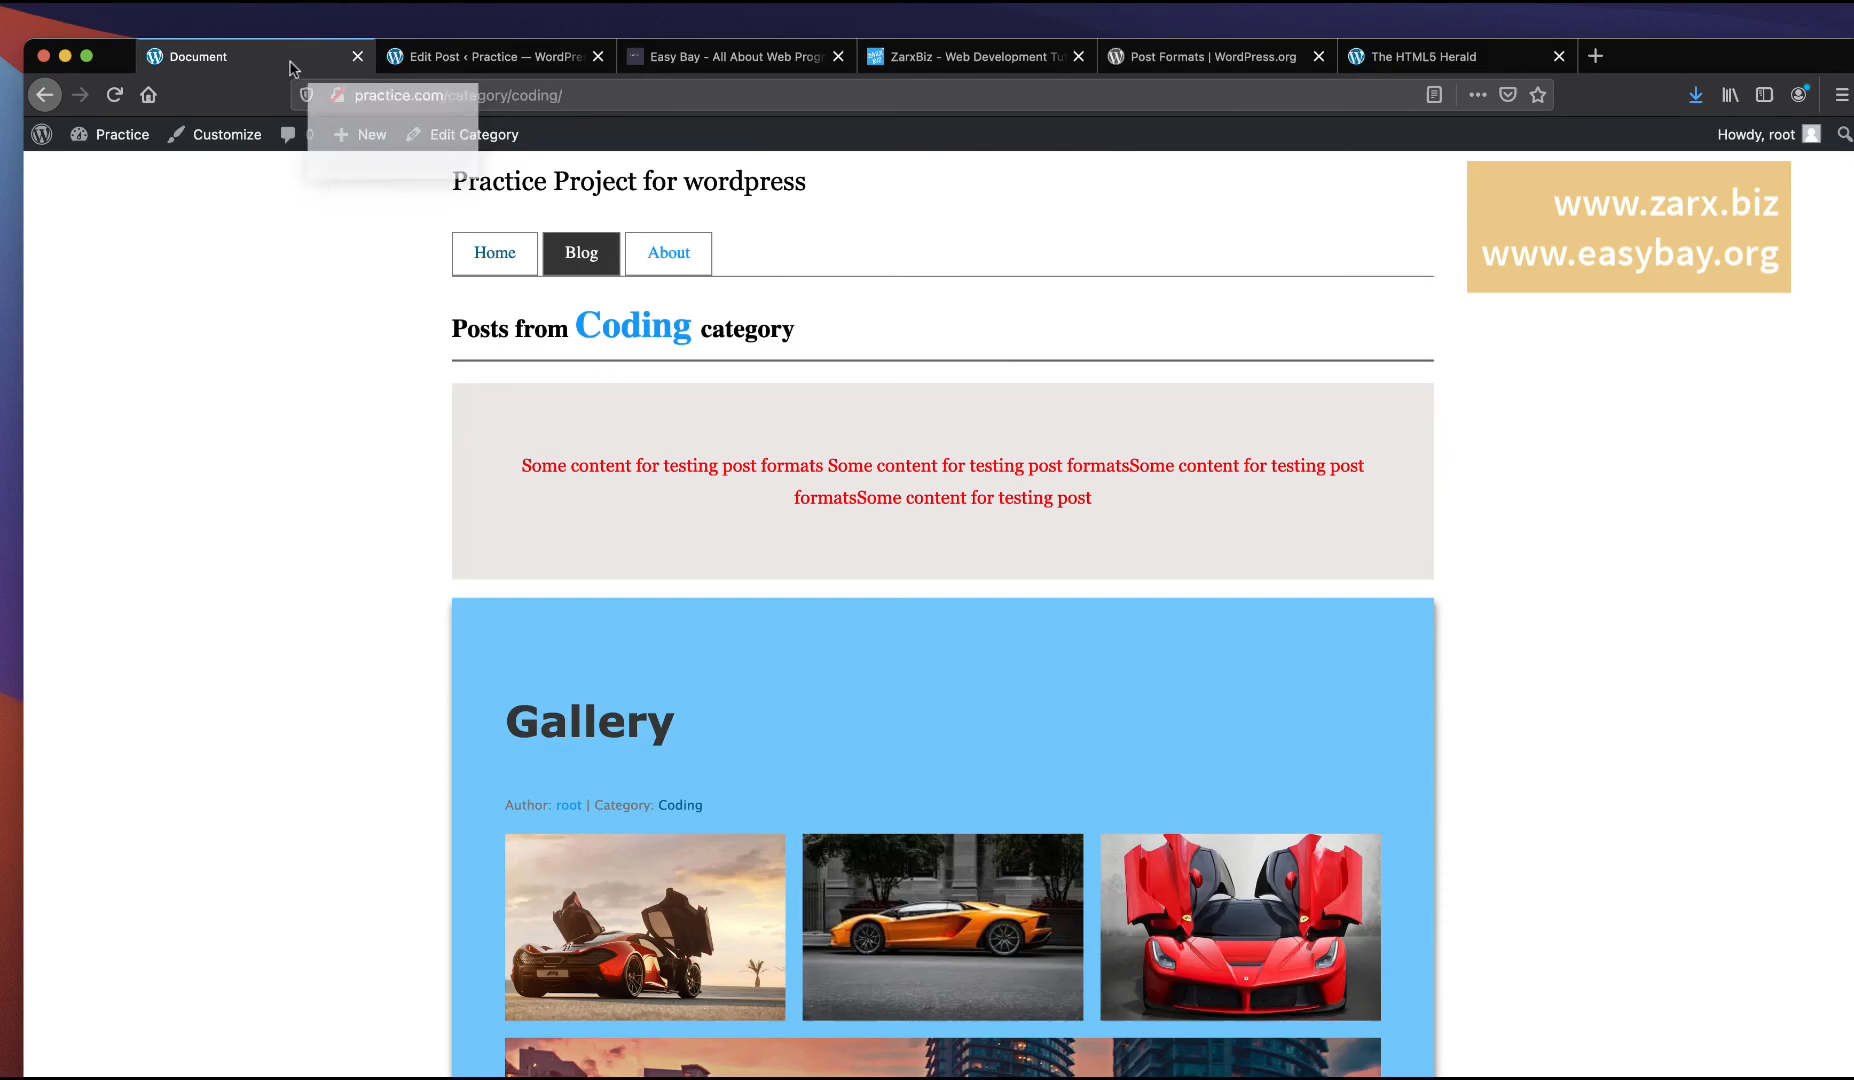 Document
Edit Post ‹ Practice — WordPre
Easy Bay - All About Web Progr
ZarxBiz - Web Development Tu
Post Formats | WordPress.org
The HTML5 Herald
practice.com/category/coding/
Practice
Customize
0
New
Edit Category
Howdy, root
Practice Project for wordpress
www.zarx.biz
www.easybay.org
Home
Blog
About
Posts from Coding category
Some content for testing post formats Some content for testing post formatsSome content for testing post
formatsSome content for testing post
Gallery
Author: root | Category: Coding